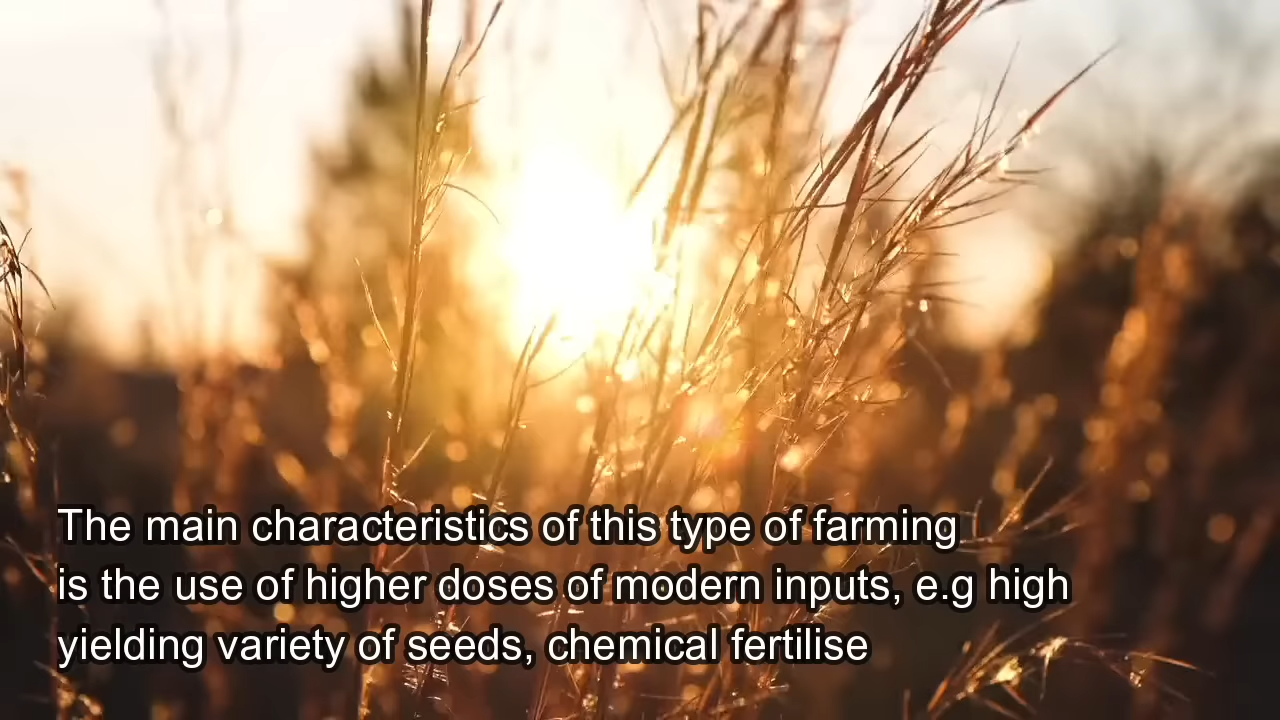 The main characteristics of this type of farming
is the use of higher doses of modern inputs, e.g high
yielding variety of seeds, chemical fertilise